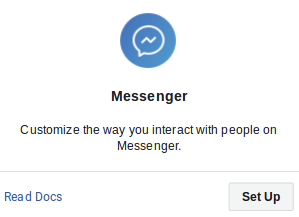 Messenger
Customize the way you interact with people on
Messenger.
Read Docs
Set Up